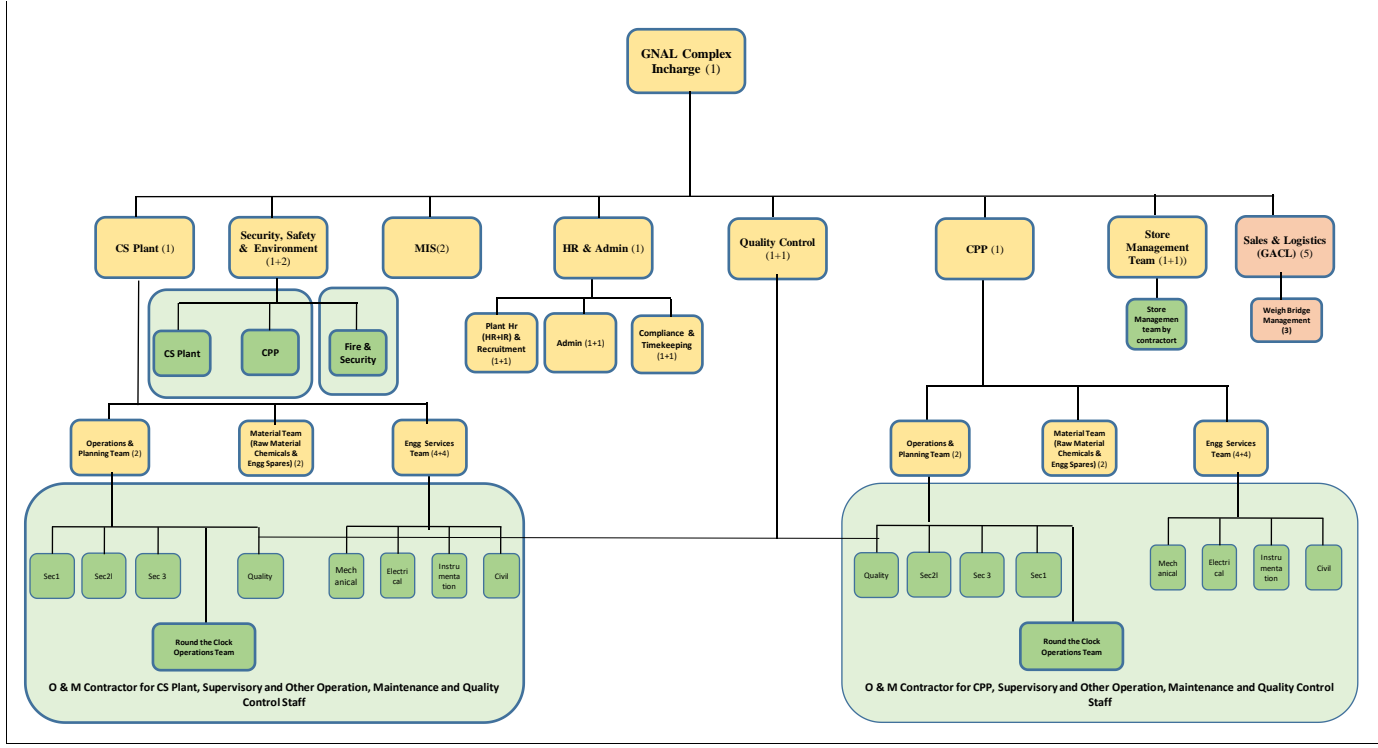 GNAL Complex
Incharge (1)
CS Plant (1)
Security, Safety
& Environment
(1+2)
MIS(2)
HR & Admin (1)
Quality Control
(1+1)
CPP (1)
Store
Management
Team (1+1))
Sales & Logistics
(GACL) (5)
CS Plant
CPP
Fire &
Security
Plant Hr
(HR+IR) &
Recruitment
(1+1)
Admin (1+1)
Compliance &
Timekeeping
(1+1)
Store
Managemen
team by
contractort
Weigh Bridge
Management
(3)
Operations &
Planning Team (2)
Material Team
(Raw Material
Chemicals &
Engg Spares) (2)
Engg Services
Team (4+4)
Operations &
Planning Team (2)
Material Team
(Raw Material
Chemicals &
Engg Spares) (2)
Engg Services
Team (4+4)
Sec1
Sec2l
Sec 3
Quality
Mech
anical
Electri
cal
Instru
menta
tion
Civil
Quality
Sec2l
Sec 3
Sec1
Mech
anical
Electri
cal
Instru
menta
tion
Civil
Round the Clock
Operations Team
Round the Clock
Operations Team
O & M Contractor for CS Plant, Supervisory and Other Operation, Maintenance and Quality
Control Staff
O & M Contractor for CPP, Supervisory and Other Operation, Maintenance and Quality Control
Staff